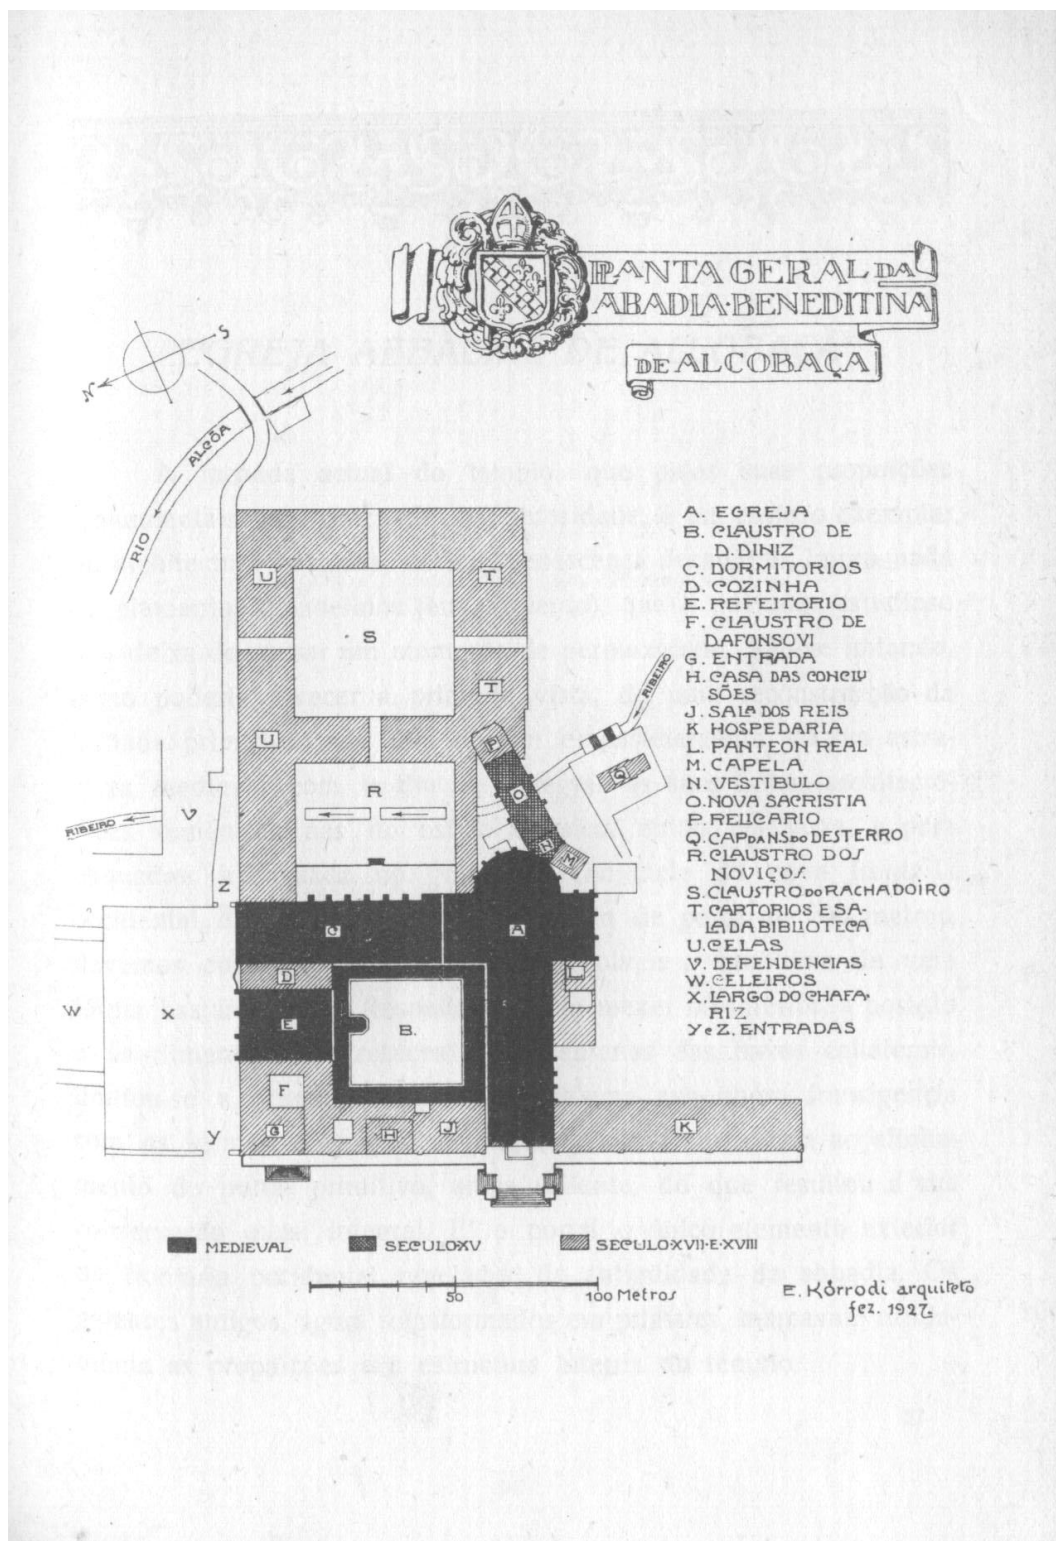 PLANTA GERAL DA
ABADIA·BENEDITINA
DE ALCOBAÇA
S
N
RIO ALCÔA
A. EGREJA
B. CLAUSTRO DE
D. DINIZ
C. DORMITORIOS
D. COZINHA
E. REFEITORIO
F. CLAUSTRO DE
D AFONSO VI
G. ENTRADA
H. CASA DAS CONCLU
SÕES
J. SALA DOS REIS
K HOSPEDARIA
L. PANTEON REAL
M. CAPELA
N. VESTIBULO
O. NOVA SACRISTIA
P. RELICARIO
Q. CAP DA N.S. DO DESTERRO
R. CLAUSTRO DOS
NOVIÇOS
S. CLAUSTRO DO RACHADOIRO
T. CARTORIOS E SA-
LA DA BIBLIOTECA
U. CELAS
V. DEPENDENCIAS
W. CELEIROS
X. LARGO DO CHAFA-
RIZ
Y e Z. ENTRADAS
U
T
S
U
T
RIBEIRO
P
Q
O
R
V
RIBEIRO
N
M
Z
C
A
D
W
E
B.
F
G
H
J
K
Y
MEDIEVAL
SECULO XV
SECULO XVII·E·XVIII
50
100 Metros
E. Körrodi arquiteto
fez. 1927.